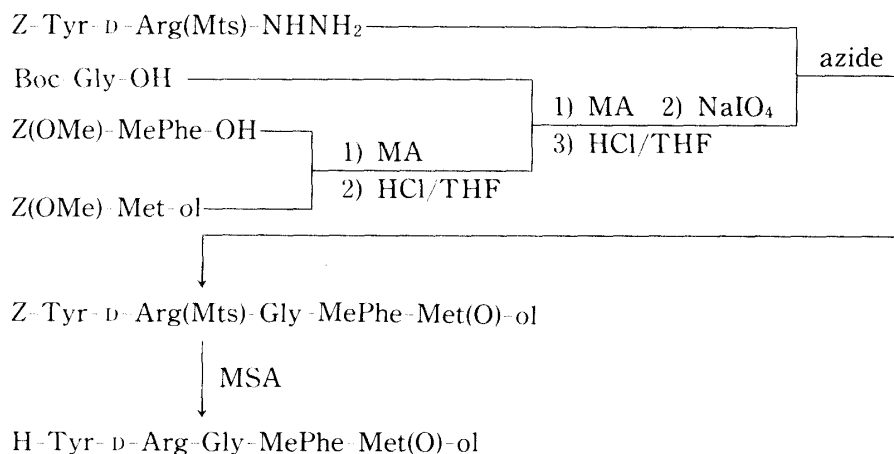 Z-Tyr-D-Arg(Mts)-NHNH₂
azide
Boc-Gly-OH
1) MA 2) NaIO₄
3) HCl/THF
Z(OMe)-MePhe-OH
1) MA
2) HCl/THF
Z(OMe)-Met-ol
Z-Tyr-D-Arg(Mts)-Gly-MePhe-Met(O)-ol
MSA
H-Tyr-D-Arg-Gly-MePhe-Met(O)-ol